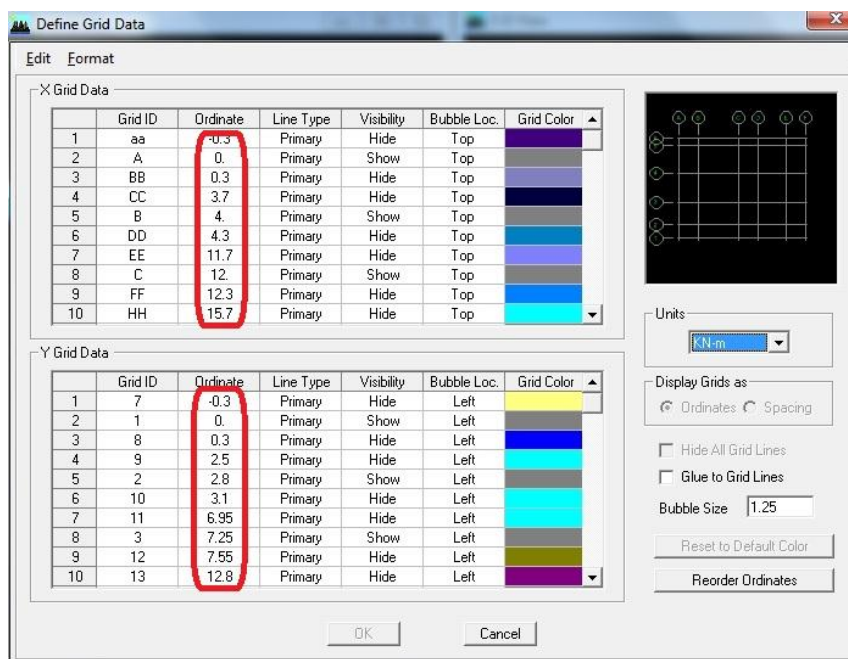 Define Grid Data
Edit Format
X Grid Data
Grid ID Ordinate Line Type Visibility Bubble Loc. Grid Color
1 aa -0.3 Primary Hide Top
2 A 0. Primary Show Top
3 BB 0.3 Primary Hide Top
4 CC 3.7 Primary Hide Top
5 B 4. Primary Show Top
6 DD 4.3 Primary Hide Top
7 EE 11.7 Primary Hide Top
8 C 12. Primary Show Top
9 FF 12.3 Primary Hide Top
10 HH 15.7 Primary Hide Top
Y Grid Data
Grid ID Ordinate Line Type Visibility Bubble Loc. Grid Color
1 7 -0.3 Primary Hide Left
2 1 0. Primary Show Left
3 8 0.3 Primary Hide Left
4 9 2.5 Primary Hide Left
5 2 2.8 Primary Show Left
6 10 3.1 Primary Hide Left
7 11 6.95 Primary Hide Left
8 3 7.25 Primary Show Left
9 12 7.55 Primary Hide Left
10 13 12.8 Primary Hide Left
Units
KN-m
Display Grids as
Ordinates Spacing
Hide All Grid Lines
Glue to Grid Lines
Bubble Size 1.25
Reset to Default Color
Reorder Ordinates
OK Cancel